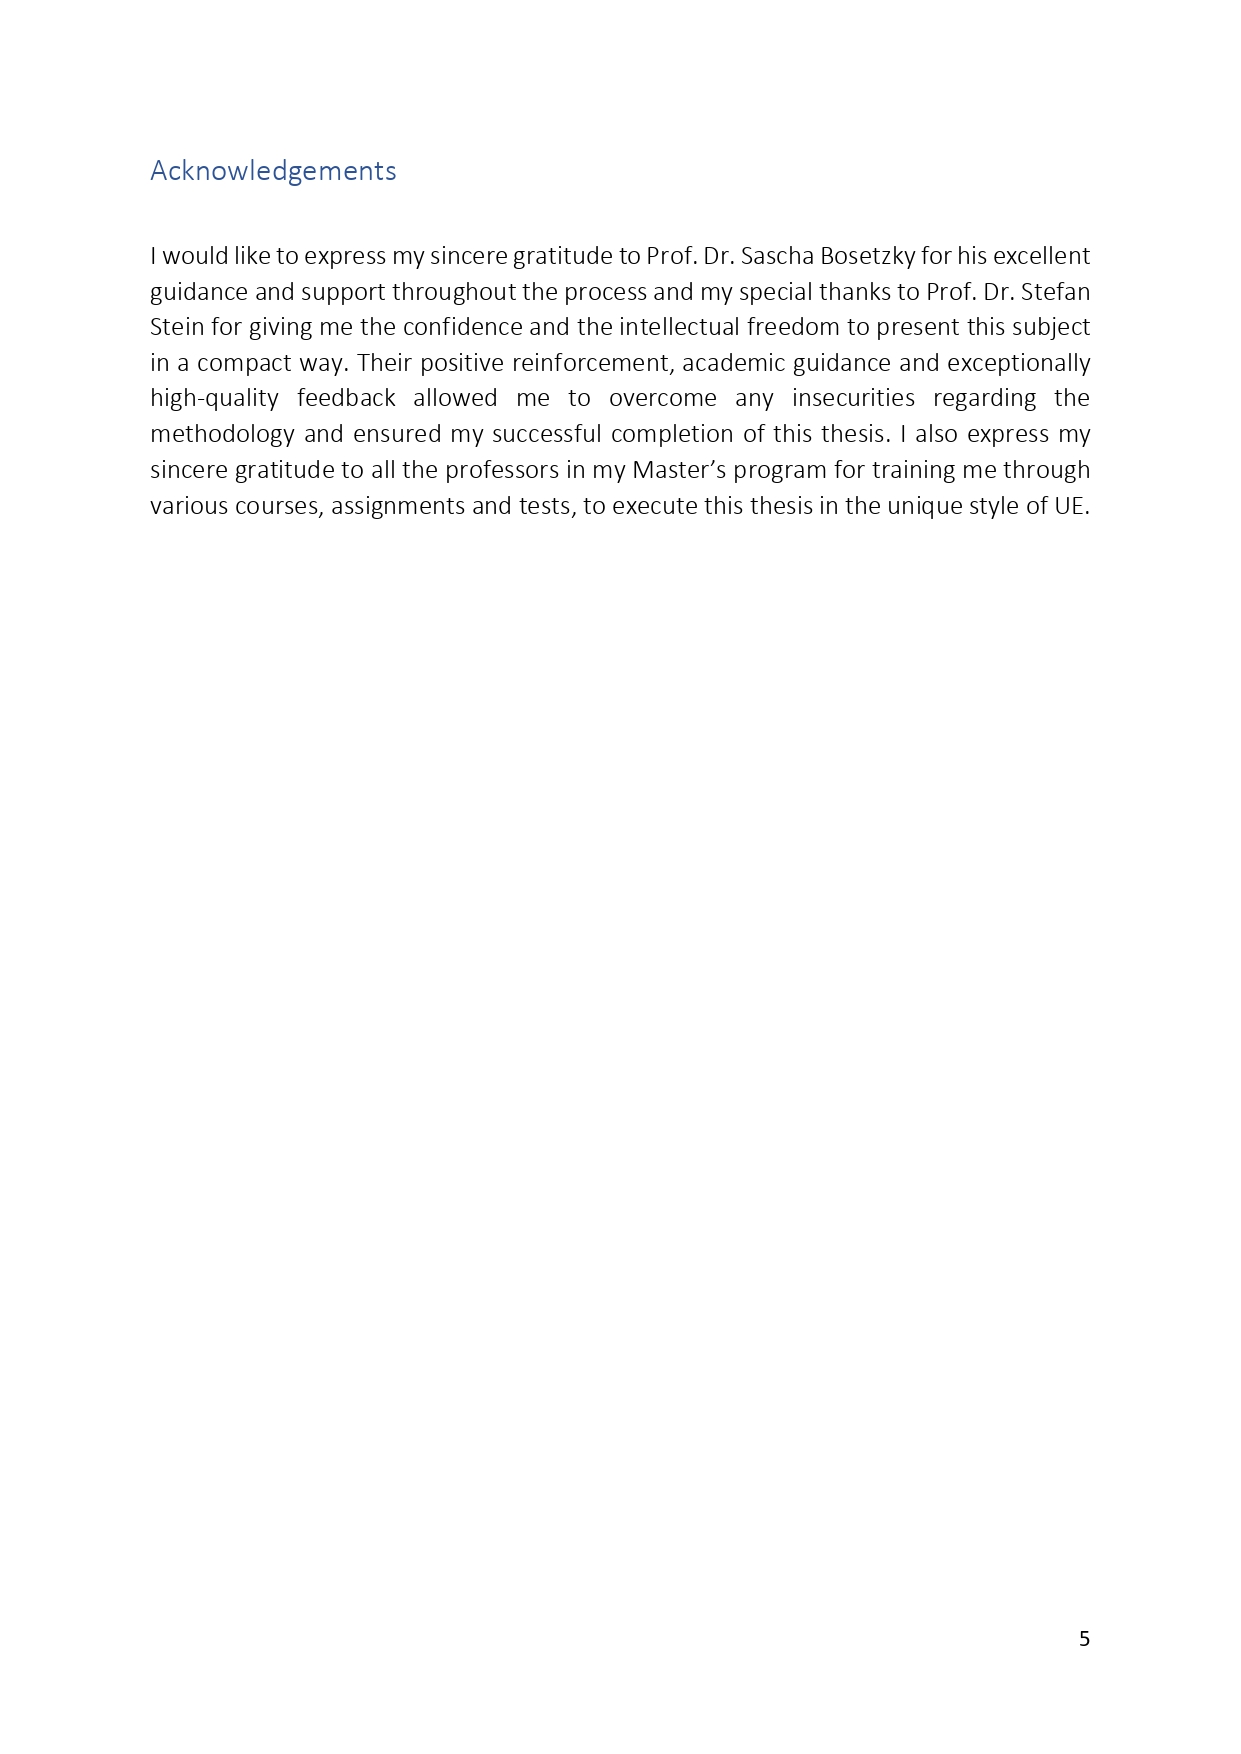 Acknowledgements
I would like to express my sincere gratitude to Prof. Dr. Sascha Bosetzky for his excellent
guidance and support throughout the process and my special thanks to Prof. Dr. Stefan
Stein for giving me the confidence and the intellectual freedom to present this subject
in a compact way. Their positive reinforcement, academic guidance and exceptionally
high-quality feedback allowed me to overcome any insecurities regarding the
methodology and ensured my successful completion of this thesis. I also express my
sincere gratitude to all the professors in my Master’s program for training me through
various courses, assignments and tests, to execute this thesis in the unique style of UE.
5